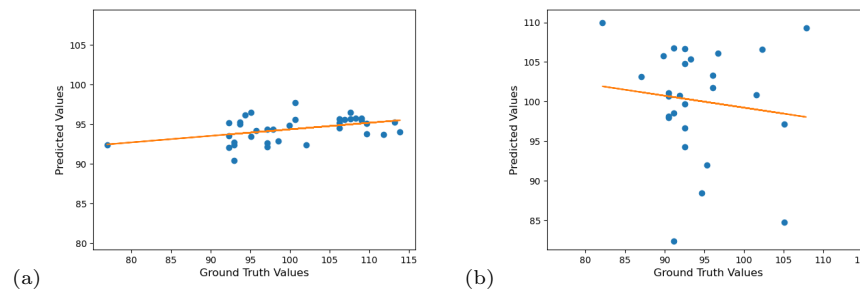 105
100
95
90
85
80
Predicted Values
80 85 90 95 100 105 110 115
Ground Truth Values
(a)
110
105
100
95
90
85
Predicted Values
80 85 90 95 100 105 110
Ground Truth Values
(b)